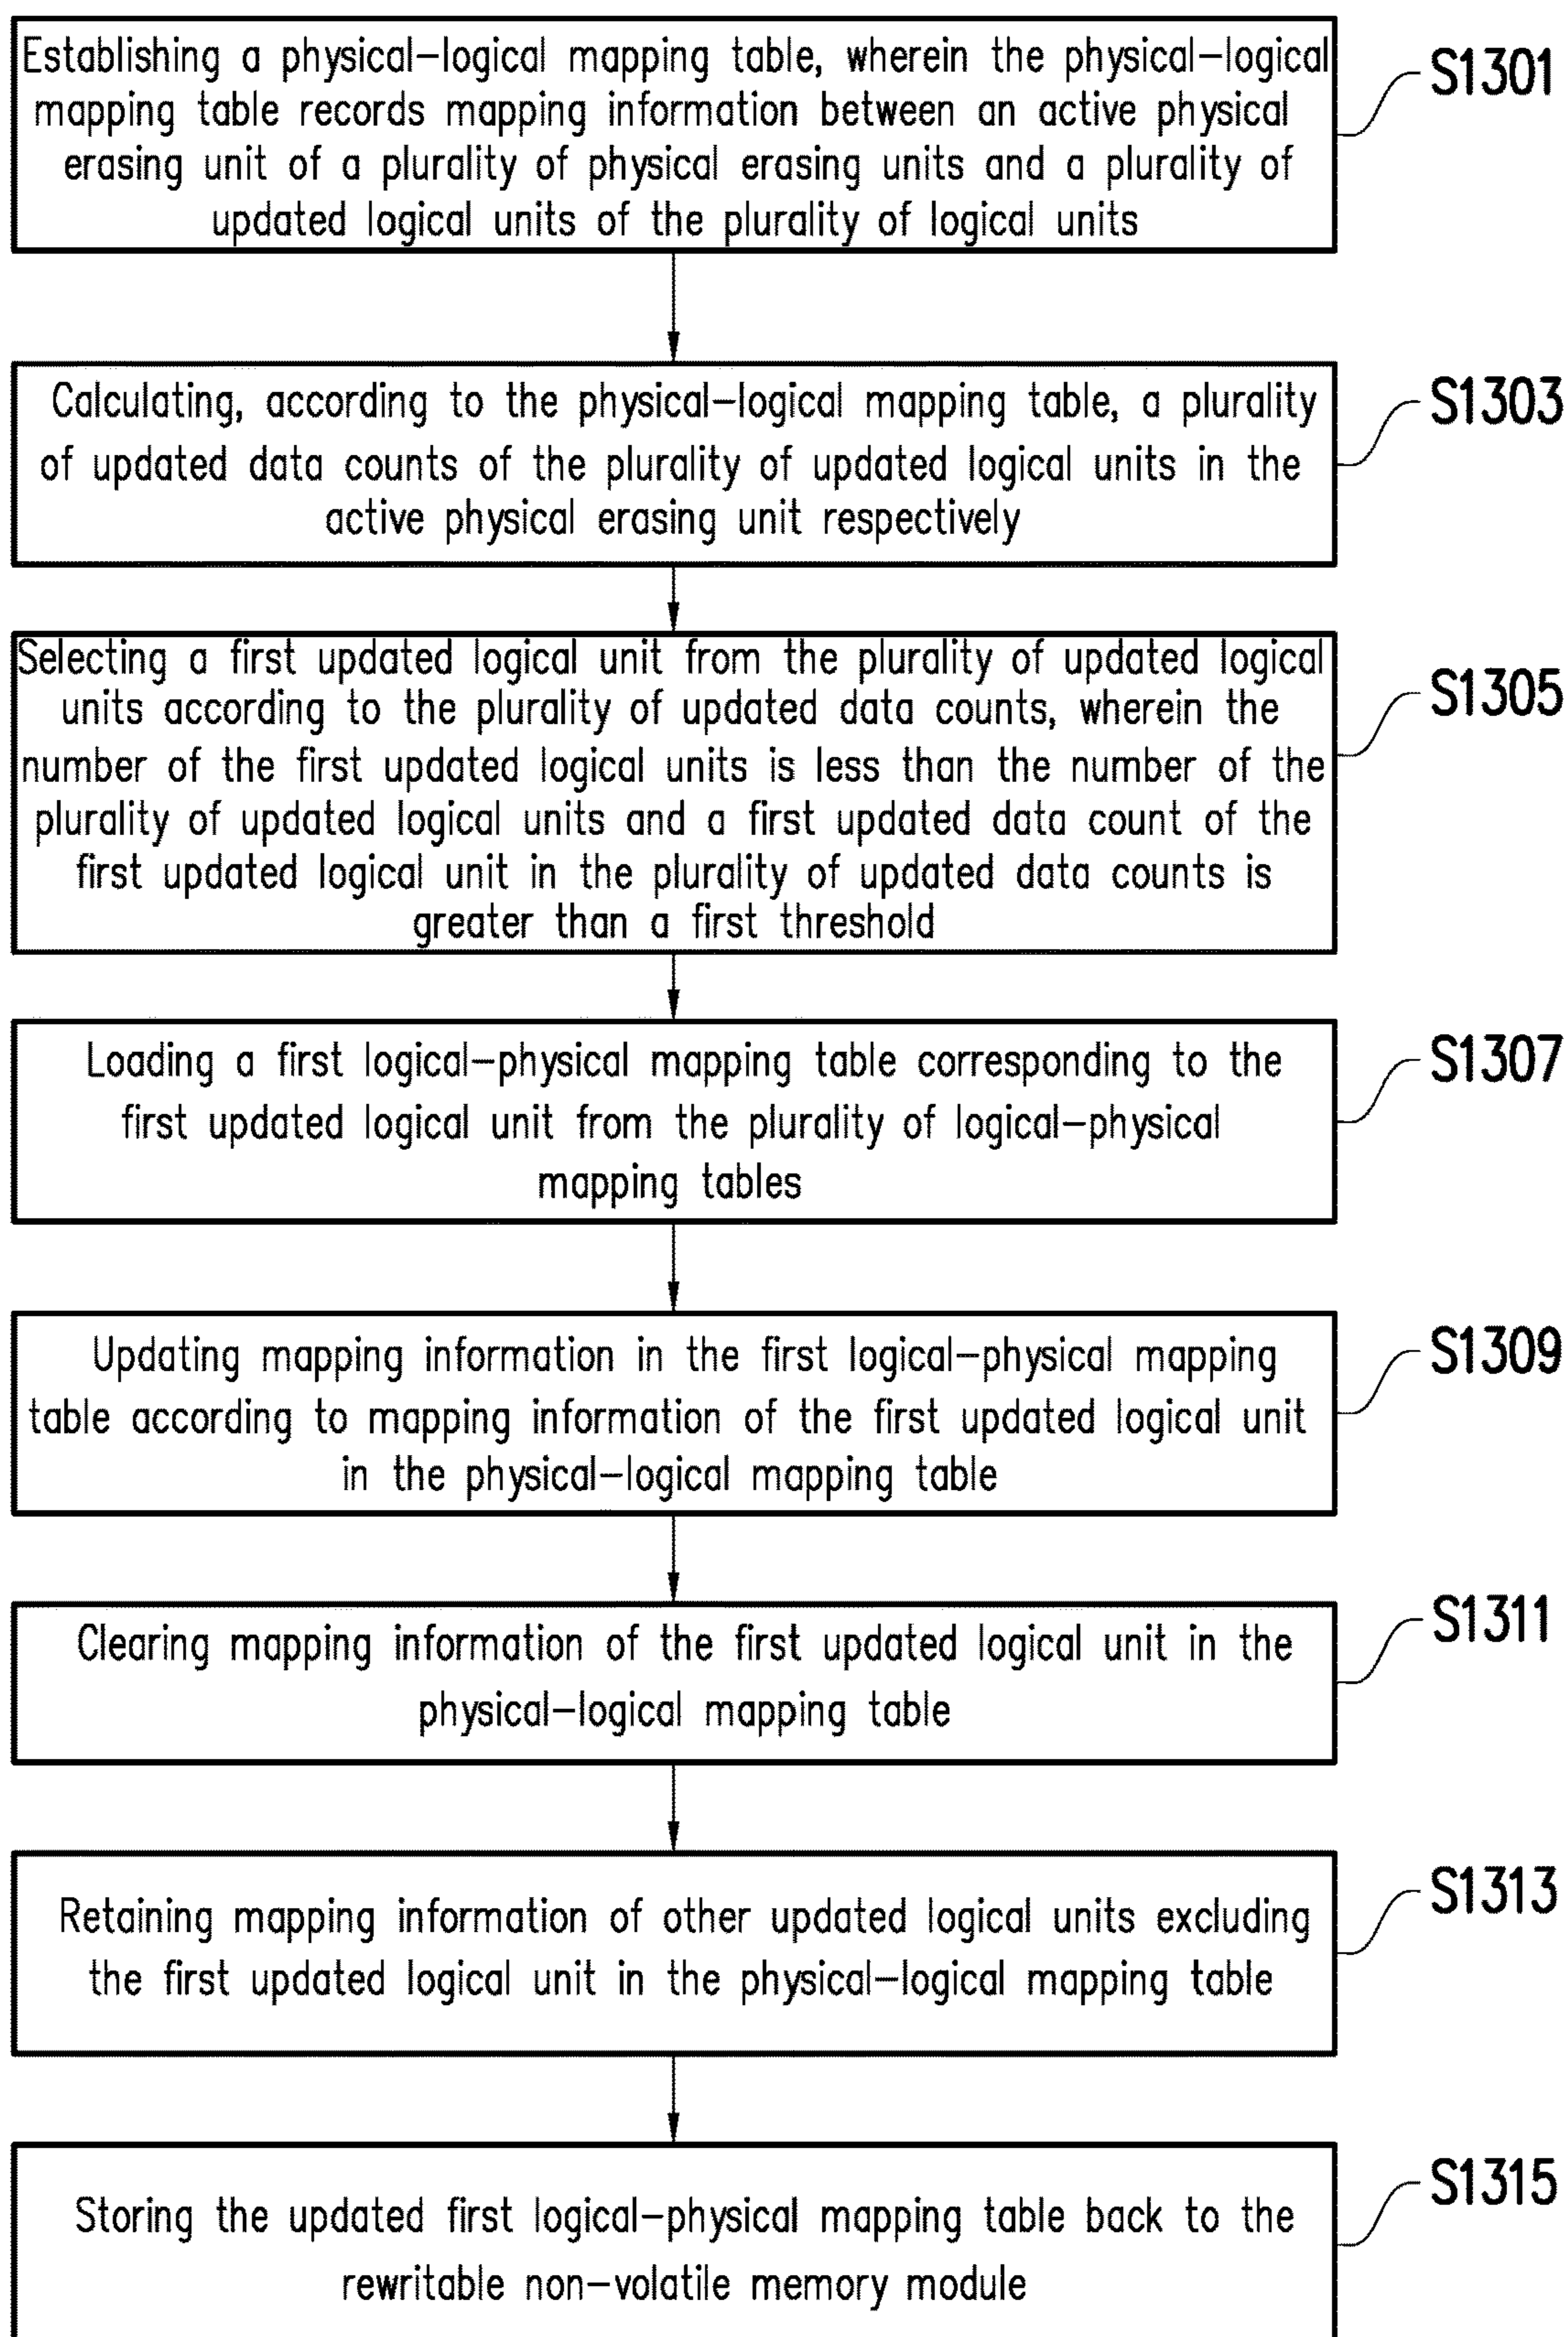 Establishing a physical-logical mapping table, wherein the physical-logical
mapping table records mapping information between an active physical
erasing unit of a plurality of physical erasing units and a plurality of
updated logical units of the plurality of logical units
S1301
Calculating, according to the physical-logical mapping table, a plurality
of updated data counts of the plurality of updated logical units in the
active physical erasing unit respectively
S1303
Selecting a first updated logical unit from the plurality of updated logical
units according to the plurality of updated data counts, wherein the
number of the first updated logical units is less than the number of the
plurality of updated logical units and a first updated data count of the
first updated logical unit in the plurality of updated data counts is
greater than a first threshold
S1305
Loading a first logical-physical mapping table corresponding to the
first updated logical unit from the plurality of logical-physical
mapping tables
S1307
Updating mapping information in the first logical-physical mapping
table according to mapping information of the first updated logical unit
in the physical-logical mapping table
S1309
Clearing mapping information of the first updated logical unit in the
physical-logical mapping table
S1311
Retaining mapping information of other updated logical units excluding
the first updated logical unit in the physical-logical mapping table
S1313
Storing the updated first logical-physical mapping table back to the
rewritable non-volatile memory module
S1315